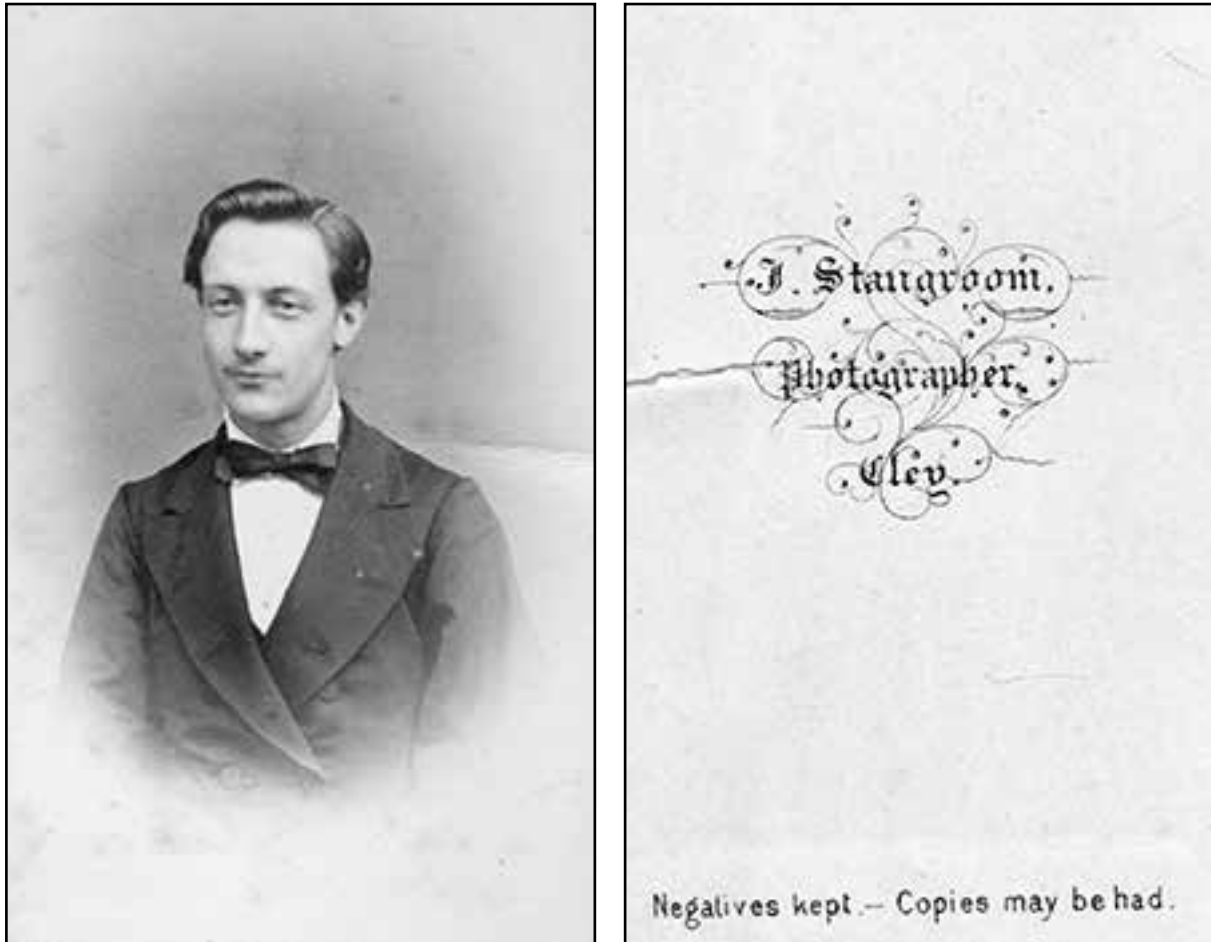 J. Stangroom.
Photographer,
Cley.
Negatives kept.— Copies may be had.